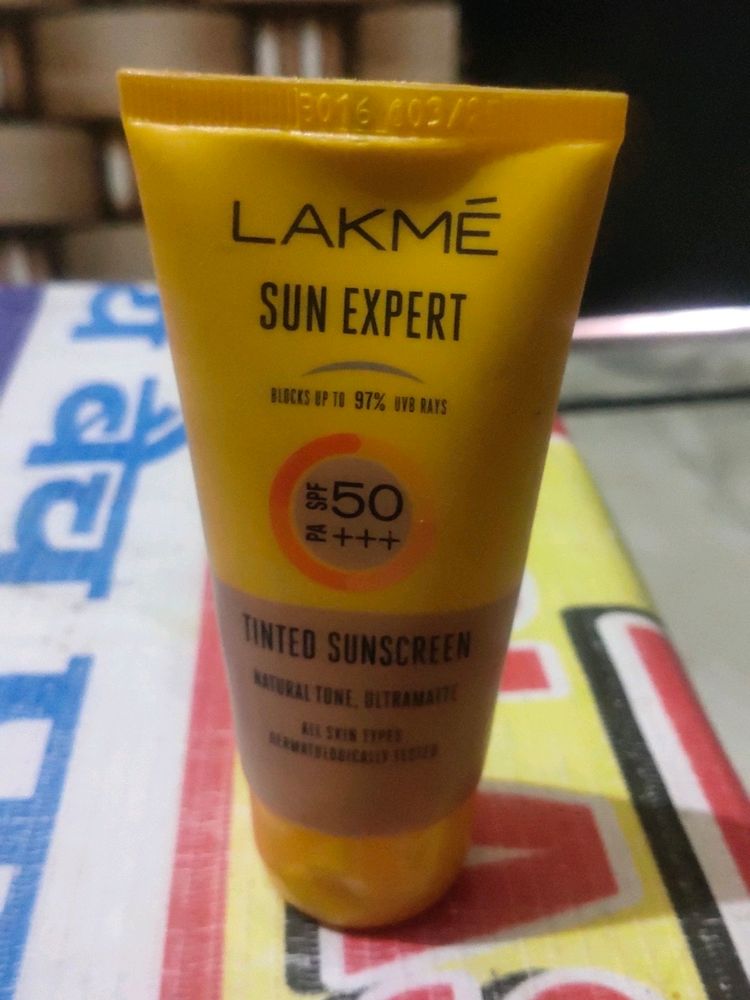 LAKMÉ
SUN EXPERT
BLOCKS UP TO 97% UVB RAYS
SPF 50
PA +++
TINTED SUNSCREEN
NATURAL TONE, ULTRAMATTE
ALL SKIN TYPES
DERMATOLOGICALLY TESTED